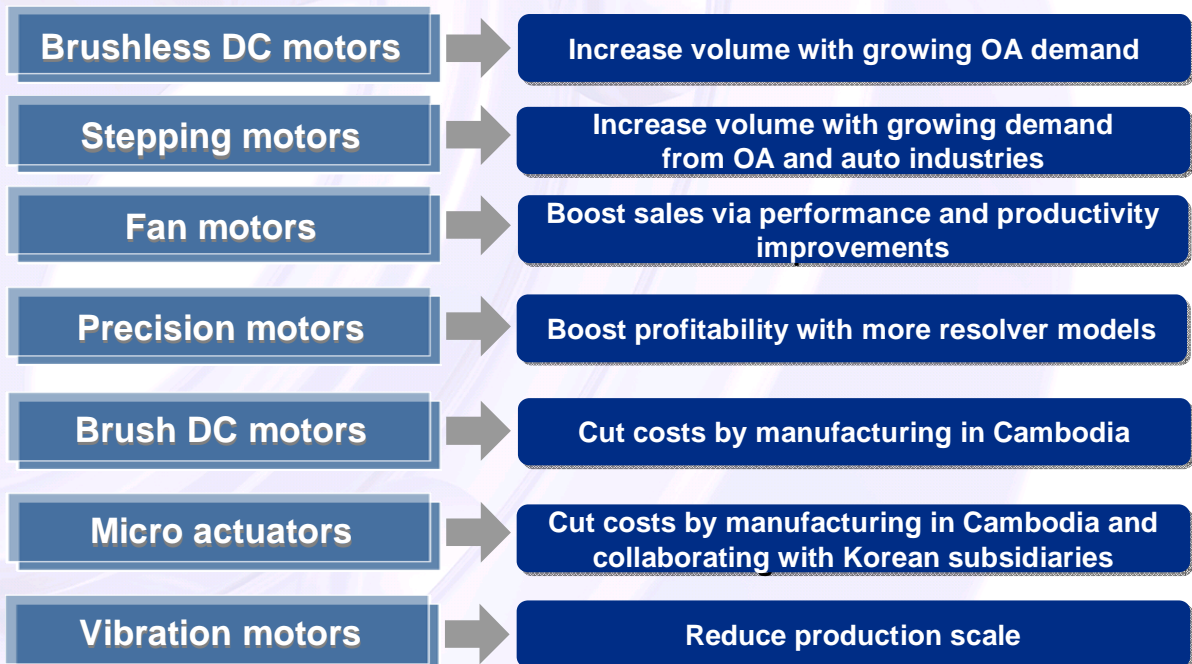 Brushless DC motors
Increase volume with growing OA demand
Stepping motors
Increase volume with growing demand
from OA and auto industries
Fan motors
Boost sales via performance and productivity
improvements
Precision motors
Boost profitability with more resolver models
Brush DC motors
Cut costs by manufacturing in Cambodia
Micro actuators
Cut costs by manufacturing in Cambodia and
collaborating with Korean subsidiaries
Vibration motors
Reduce production scale